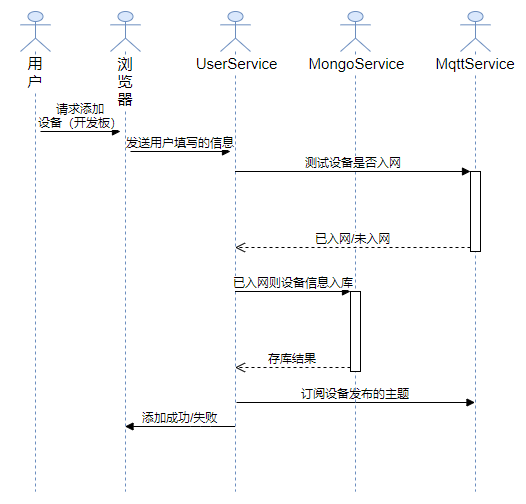 用
户
浏
览
器
UserService
MongoService
MqttService
请求添加
设备（开发板）
发送用户填写的信息
测试设备是否入网
已入网/未入网
已入网则设备信息入库
存库结果
订阅设备发布的主题
添加成功/失败